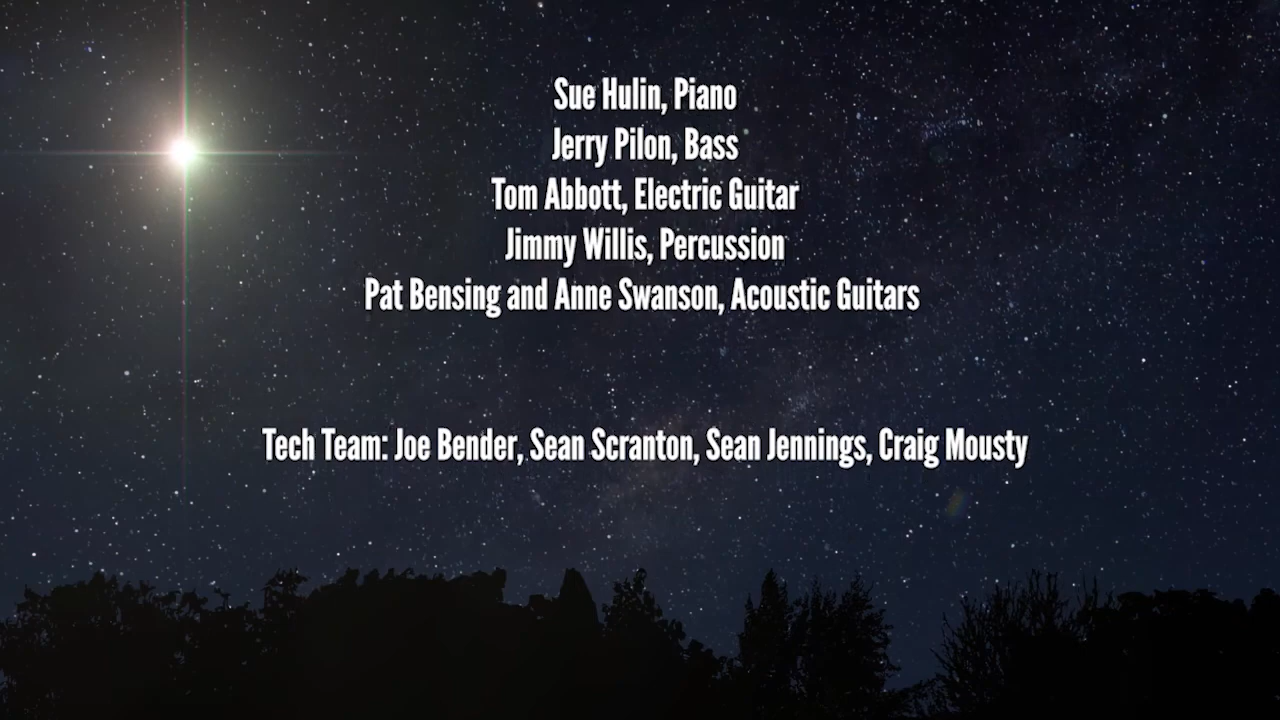 Sue Hulin, Piano
Jerry Pilon, Bass
Tom Abbott, Electric Guitar
Jimmy Willis, Percussion
Pat Bensing and Anne Swanson, Acoustic Guitars
Tech Team: Joe Bender, Sean Scranton, Sean Jennings, Craig Mousty